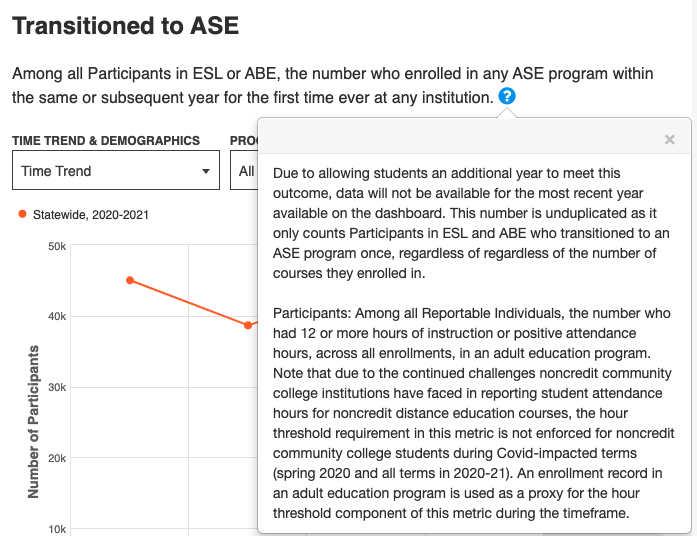 Transitioned to ASE
Among all Participants in ESL or ABE, the number who enrolled in any ASE program within
the same or subsequent year for the first time ever at any institution. ?
TIME TREND & DEMOGRAPHICS
PRO
Time Trend
All
Statewide, 2020-2021
50k
40k
30k
20k
10k
Number of Participants
×
Due to allowing students an additional year to meet this
outcome, data will not be available for the most recent year
available on the dashboard. This number is unduplicated as it
only counts Participants in ESL and ABE who transitioned to an
ASE program once, regardless of regardless of the number of
courses they enrolled in.
Participants: Among all Reportable Individuals, the number who
had 12 or more hours of instruction or positive attendance
hours, across all enrollments, in an adult education program.
Note that due to the continued challenges noncredit community
college institutions have faced in reporting student attendance
hours for noncredit distance education courses, the hour
threshold requirement in this metric is not enforced for noncredit
community college students during Covid-impacted terms
(spring 2020 and all terms in 2020-21). An enrollment record in
an adult education program is used as a proxy for the hour
threshold component of this metric during the timeframe.